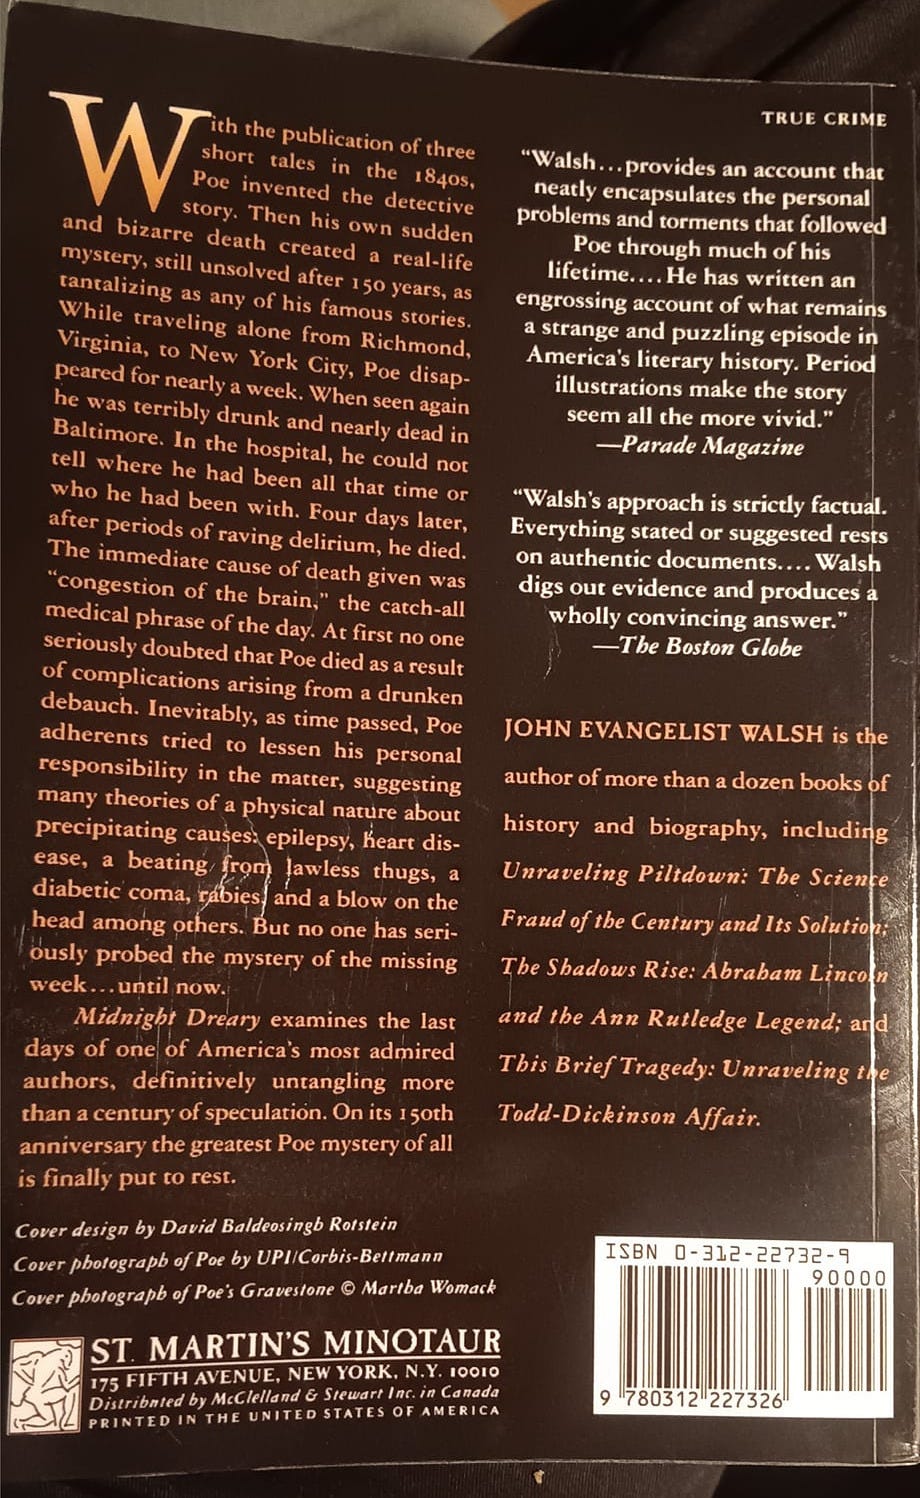 With the publication of three
short tales in the 1840s,
Poe invented the detective
story. Then his own sudden
and bizarre death created a real-life
mystery, still unsolved after 150 years, as
tantalizing as any of his famous stories.
While traveling alone from Richmond,
Virginia, to New York City, Poe disap-
peared for nearly a week. When seen again
he was terribly drunk and nearly dead in
Baltimore. In the hospital, he could not
tell where he had been all that time or
who he had been with. Four days later,
after periods of raving delirium, he died.
The immediate cause of death given was
“congestion of the brain,” the catch-all
medical phrase of the day. At first no one
seriously doubted that Poe died as a result
of complications arising from a drunken
debauch. Inevitably, as time passed, Poe
adherents tried to lessen his personal
responsibility in the matter, suggesting
many theories of a physical nature about
precipitating causes: epilepsy, heart dis-
ease, a beating from lawless thugs, a
diabetic coma, rabies, and a blow on the
head among others. But no one has seri-
ously probed the mystery of the missing
week...until now.
Midnight Dreary examines the last
days of one of America's most admired
authors, definitively untangling more
than a century of speculation. On its 150th
anniversary the greatest Poe mystery of all
is finally put to rest.
Cover design by David Baldeosingh Rotstein
Cover photograph of Poe by UPI/Corbis-Bettmann
Cover photograph of Poe's Gravestone © Martha Womack
ST. MARTIN'S MINOTAUR
175 FIFTH AVENUE, NEW YORK, N.Y. 10010
Distributed by McClelland & Stewart Inc. in Canada
PRINTED IN THE UNITED STATES OF AMERICA
TRUE CRIME
“Walsh...provides an account that
neatly encapsulates the personal
problems and torments that followed
Poe through much of his
lifetime.... He has written an
engrossing account of what remains
a strange and puzzling episode in
America's literary history. Period
illustrations make the story
seem all the more vivid.”
—Parade Magazine
“Walsh's approach is strictly factual.
Everything stated or suggested rests
on authentic documents.... Walsh
digs out evidence and produces a
wholly convincing answer.”
—The Boston Globe
JOHN EVANGELIST WALSH is the
author of more than a dozen books of
history and biography, including
Unraveling Piltdown: The Science
Fraud of the Century and Its Solution;
The Shadows Rise: Abraham Lincoln
and the Ann Rutledge Legend; and
This Brief Tragedy: Unraveling the
Todd-Dickinson Affair.
ISBN 0-312-22732-9
90000
9 780312 227326